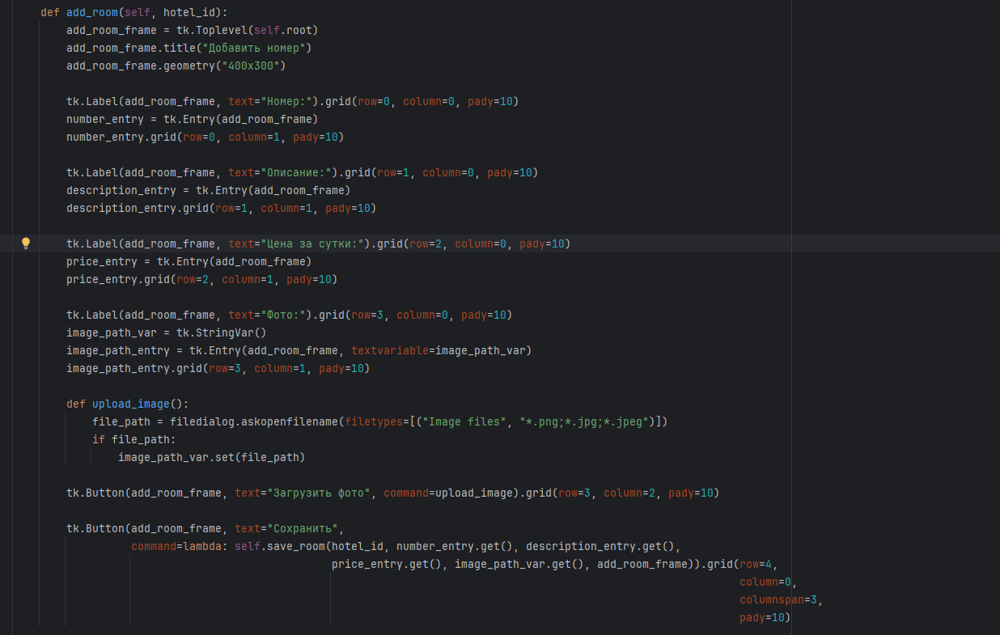 def add_room(self, hotel_id):
add_room_frame = tk.Toplevel(self.root)
add_room_frame.title("Добавить номер")
add_room_frame.geometry("400x300")
tk.Label(add_room_frame, text="Номер:").grid(row=0, column=0, pady=10)
number_entry = tk.Entry(add_room_frame)
number_entry.grid(row=0, column=1, pady=10)
tk.Label(add_room_frame, text="Описание:").grid(row=1, column=0, pady=10)
description_entry = tk.Entry(add_room_frame)
description_entry.grid(row=1, column=1, pady=10)
tk.Label(add_room_frame, text="Цена за сутки:").grid(row=2, column=0, pady=10)
price_entry = tk.Entry(add_room_frame)
price_entry.grid(row=2, column=1, pady=10)
tk.Label(add_room_frame, text="Фото:").grid(row=3, column=0, pady=10)
image_path_var = tk.StringVar()
image_path_entry = tk.Entry(add_room_frame, textvariable=image_path_var)
image_path_entry.grid(row=3, column=1, pady=10)
def upload_image():
file_path = filedialog.askopenfilename(filetypes=[("Image files", "*.png;*.jpg;*.jpeg")])
if file_path:
image_path_var.set(file_path)
tk.Button(add_room_frame, text="Загрузить фото", command=upload_image).grid(row=3, column=2, pady=10)
tk.Button(add_room_frame, text="Сохранить",
command=lambda: self.save_room(hotel_id, number_entry.get(), description_entry.get(),
price_entry.get(), image_path_var.get(), add_room_frame)).grid(row=4,
column=0,
columnspan=3,
pady=10)